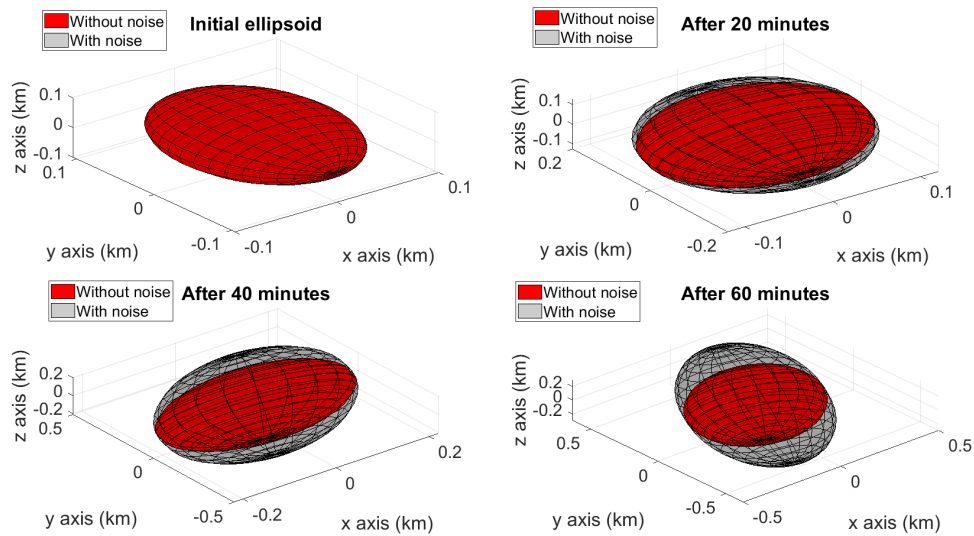 Without noise
With noise
Initial ellipsoid
z axis (km)
0.1
0
-0.1
0.1
0
-0.1
y axis (km)
-0.1
0
0.1
x axis (km)
Without noise
With noise
After 20 minutes
z axis (km)
0.1
0
-0.1
0.2
0
-0.2
y axis (km)
-0.1
0
0.1
x axis (km)
Without noise
With noise
After 40 minutes
z axis (km)
0.2
0
-0.2
0.5
0
-0.5
y axis (km)
-0.2
0
0.2
x axis (km)
Without noise
With noise
After 60 minutes
z axis (km)
0.2
0
-0.2
0.5
0
-0.5
y axis (km)
-0.5
0
0.5
x axis (km)